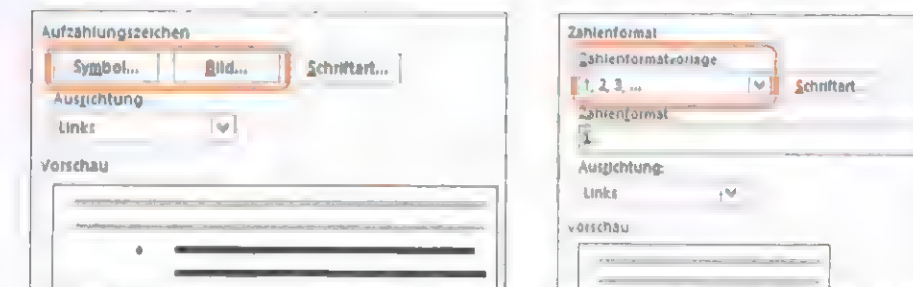 Aufzählungszeichen
Symbol... Bild... Schriftart...
Ausrichtung
Links
Vorschau
Zahlenformat
Zahlenformatvorlage
1, 2, 3, ... Schriftart
Zahlenformat
1
Ausrichtung:
Links
Vorschau